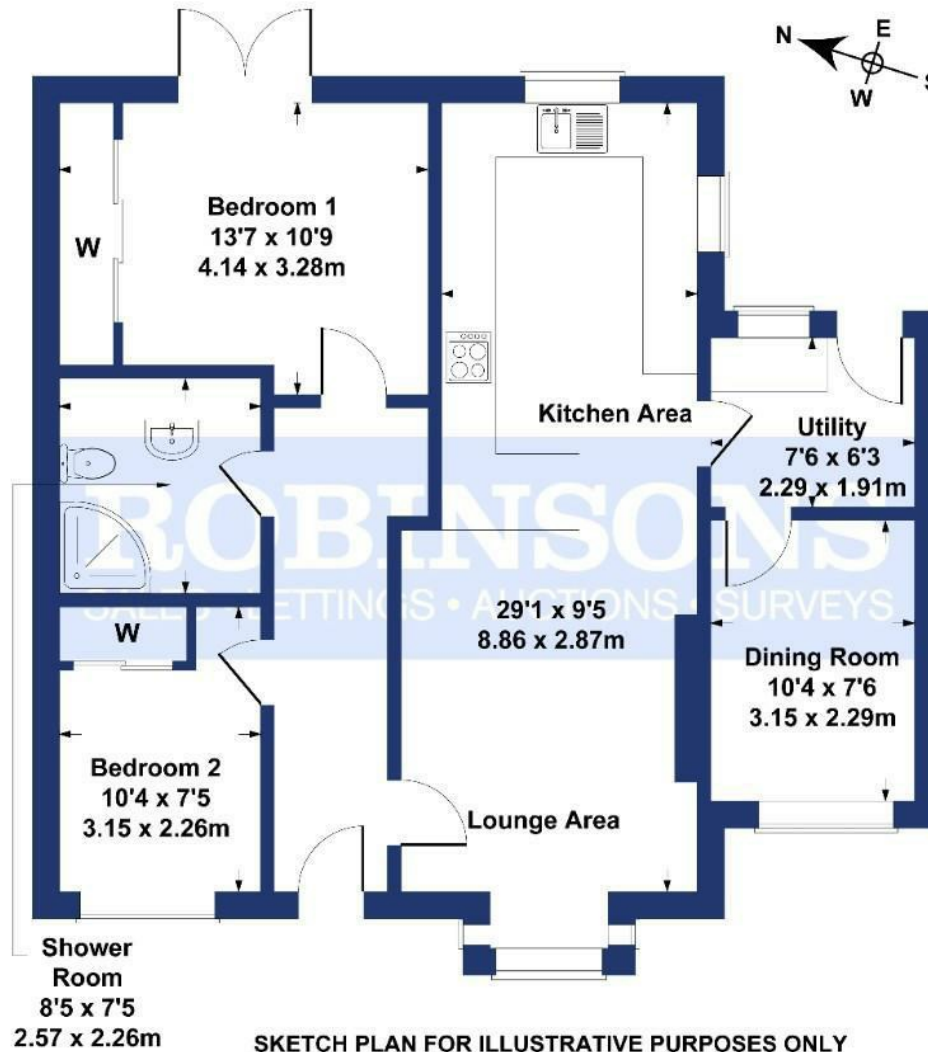 N
E
W
S
Bedroom 1
13'7 x 10'9
4.14 x 3.28m
W
Kitchen Area
Utility
7'6 x 6'3
2.29 x 1.91m
ROBINSONS
SALES • LETTINGS • AUCTIONS • SURVEYS
W
29'1 x 9'5
8.86 x 2.87m
Dining Room
10'4 x 7'6
3.15 x 2.29m
Bedroom 2
10'4 x 7'5
3.15 x 2.26m
Lounge Area
Shower
Room
8'5 x 7'5
2.57 x 2.26m
SKETCH PLAN FOR ILLUSTRATIVE PURPOSES ONLY